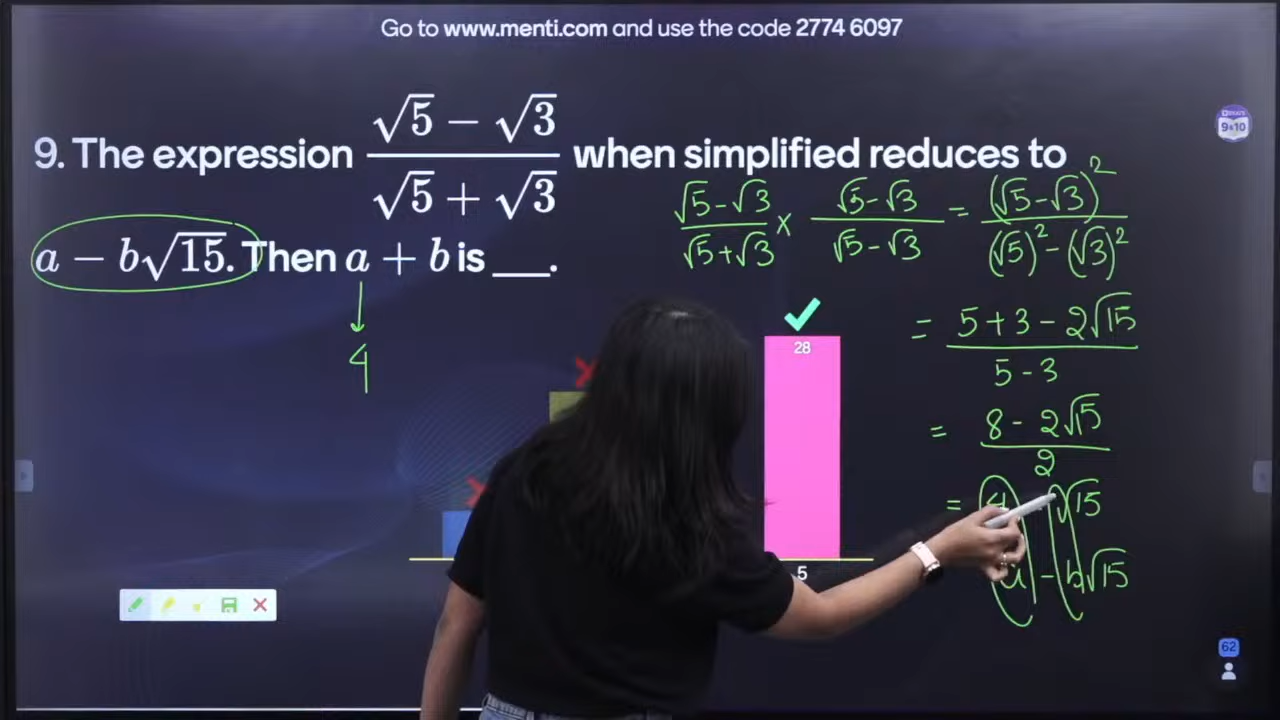 Go to www.menti.com and use the code 2774 6097
9. The expression (√5 − √3)/(√5 + √3) when simplified reduces to
a − b√15. Then a + b is ___.
4
(√5 − √3)/(√5 + √3) × (√5 − √3)/(√5 − √3) = (√5 − √3)²/((√5)² − (√3)²)
= (5 + 3 − 2√15)/(5 − 3)
= (8 − 2√15)/2
= √15
− b√15
28
5
9&10
62